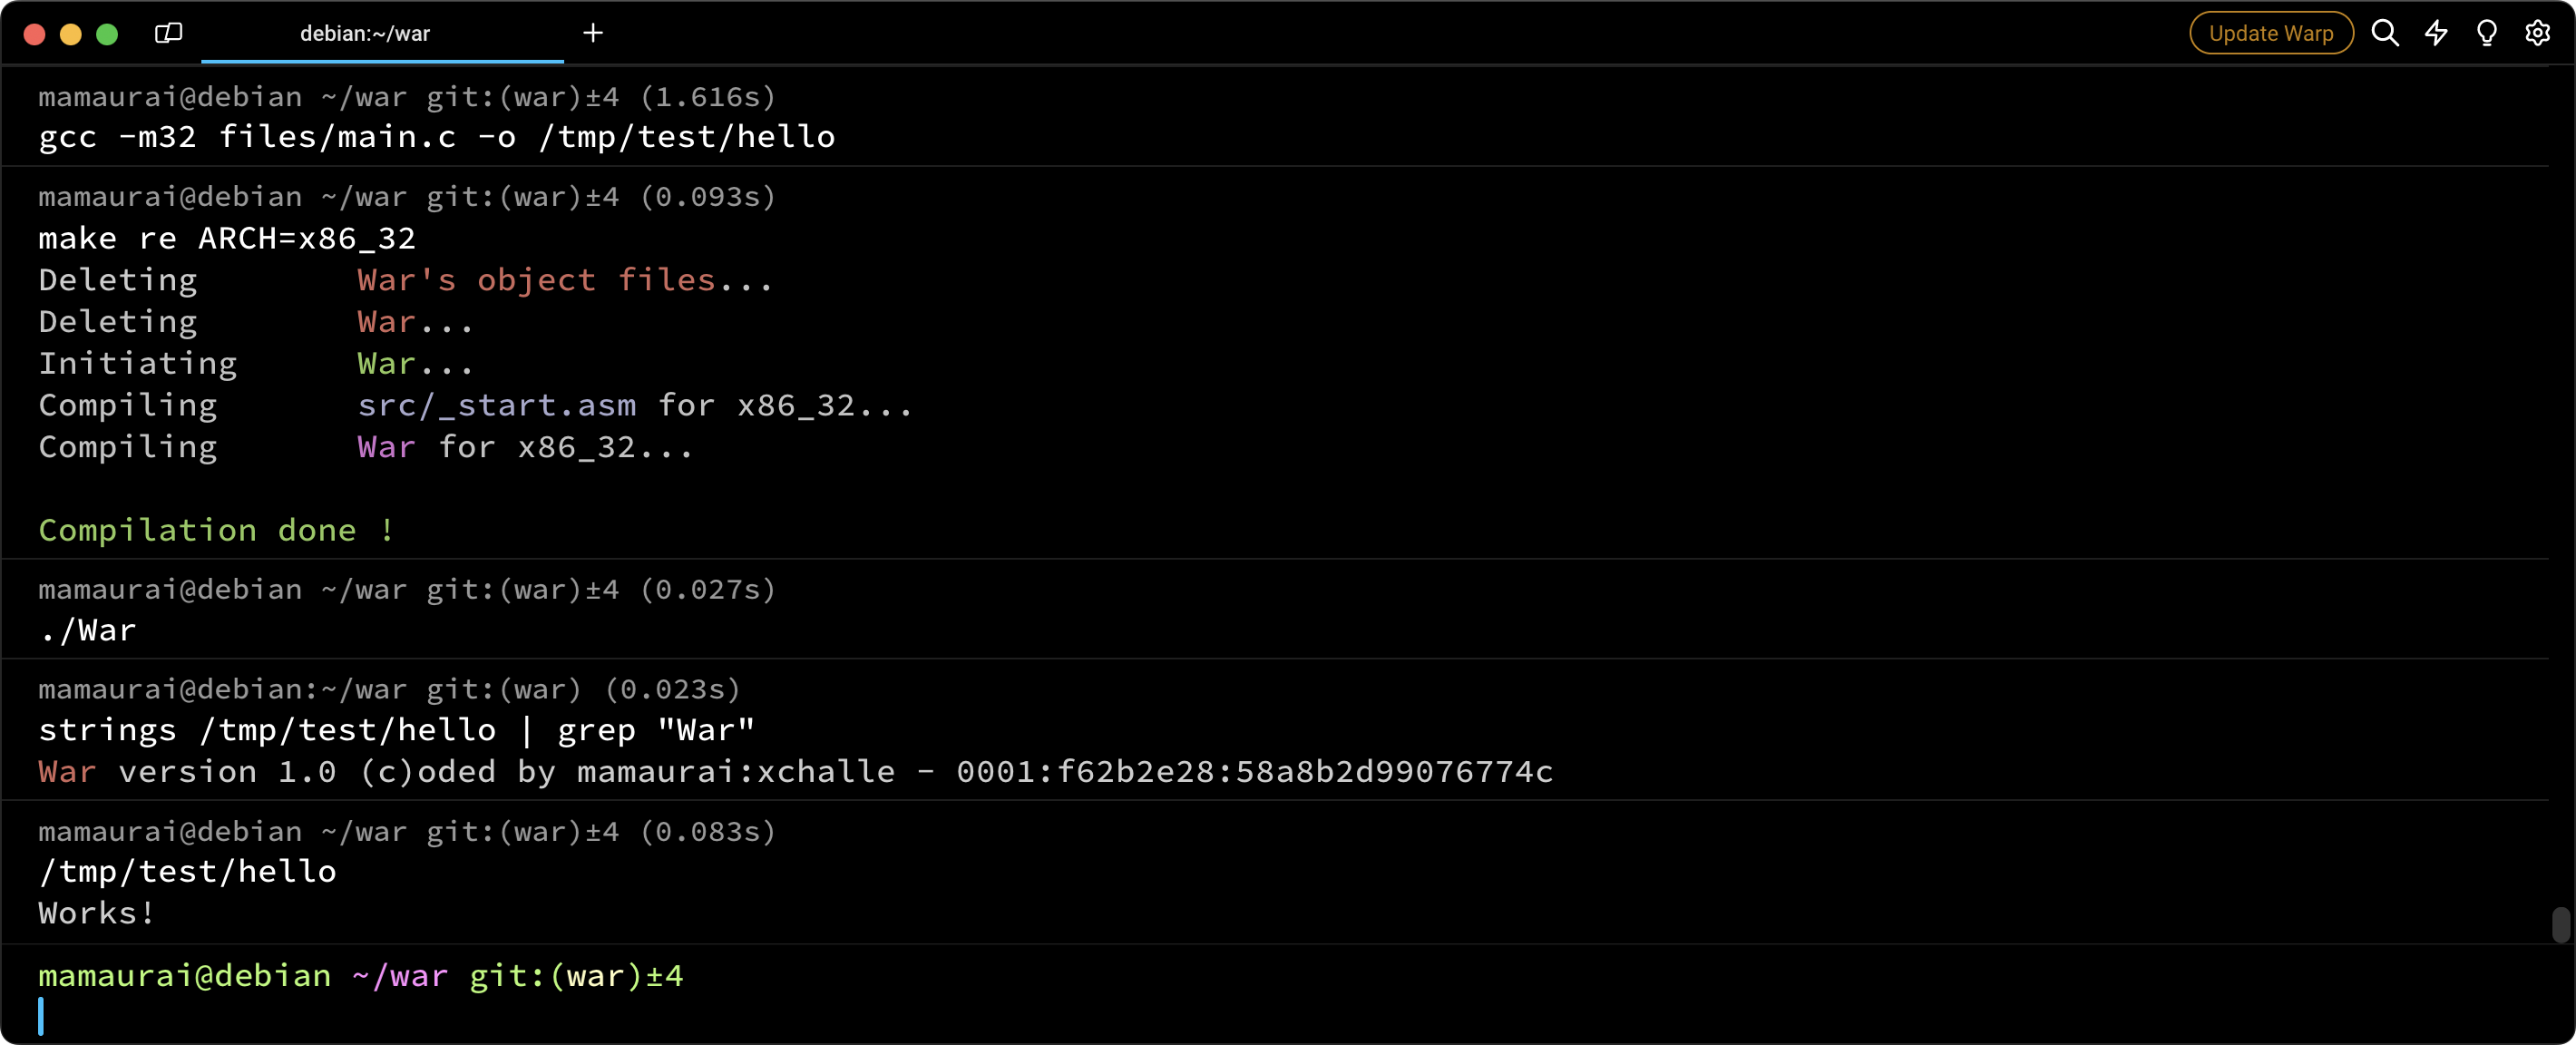 debian:~/war
Update Warp
mamaurai@debian ~/war git:(war)±4 (1.616s)
gcc -m32 files/main.c -o /tmp/test/hello
mamaurai@debian ~/war git:(war)±4 (0.093s)
make re ARCH=x86_32
Deleting        War's object files...
Deleting        War...
Initiating      War...
Compiling       src/_start.asm for x86_32...
Compiling       War for x86_32...
Compilation done !
mamaurai@debian ~/war git:(war)±4 (0.027s)
./War
mamaurai@debian:~/war git:(war) (0.023s)
strings /tmp/test/hello | grep "War"
War version 1.0 (c)oded by mamaurai:xchalle - 0001:f62b2e28:58a8b2d99076774c
mamaurai@debian ~/war git:(war)±4 (0.083s)
/tmp/test/hello
Works!
mamaurai@debian ~/war git:(war)±4